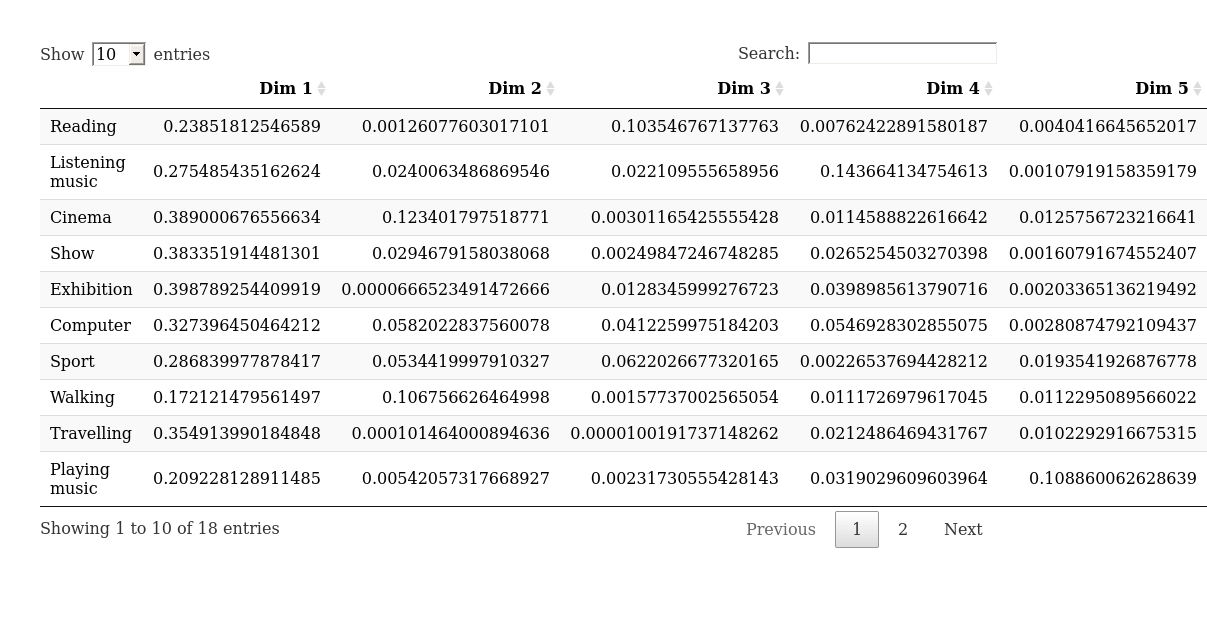 Show 10 entries Search:
Dim 1 Dim 2 Dim 3 Dim 4 Dim 5
Reading 0.23851812546589 0.00126077603017101 0.103546767137763 0.00762422891580187 0.0040416645652017
Listening
music 0.275485435162624 0.0240063486869546 0.022109555658956 0.143664134754613 0.00107919158359179
Cinema 0.389000676556634 0.123401797518771 0.00301165425555428 0.0114588822616642 0.0125756723216641
Show 0.383351914481301 0.0294679158038068 0.00249847246748285 0.0265254503270398 0.00160791674552407
Exhibition 0.398789254409919 0.0000666523491472666 0.0128345999276723 0.0398985613790716 0.00203365136219492
Computer 0.327396450464212 0.0582022837560078 0.0412259975184203 0.0546928302855075 0.00280874792109437
Sport 0.286839977878417 0.0534419997910327 0.0622026677320165 0.00226537694428212 0.0193541926876778
Walking 0.172121479561497 0.106756626464998 0.00157737002565054 0.0111726979617045 0.0112295089566022
Travelling 0.354913990184848 0.000101464000894636 0.0000100191737148262 0.0212486469431767 0.0102292916675315
Playing
music 0.209228128911485 0.00542057317668927 0.00231730555428143 0.0319029609603964 0.108860062628639
Showing 1 to 10 of 18 entries Previous 1 2 Next